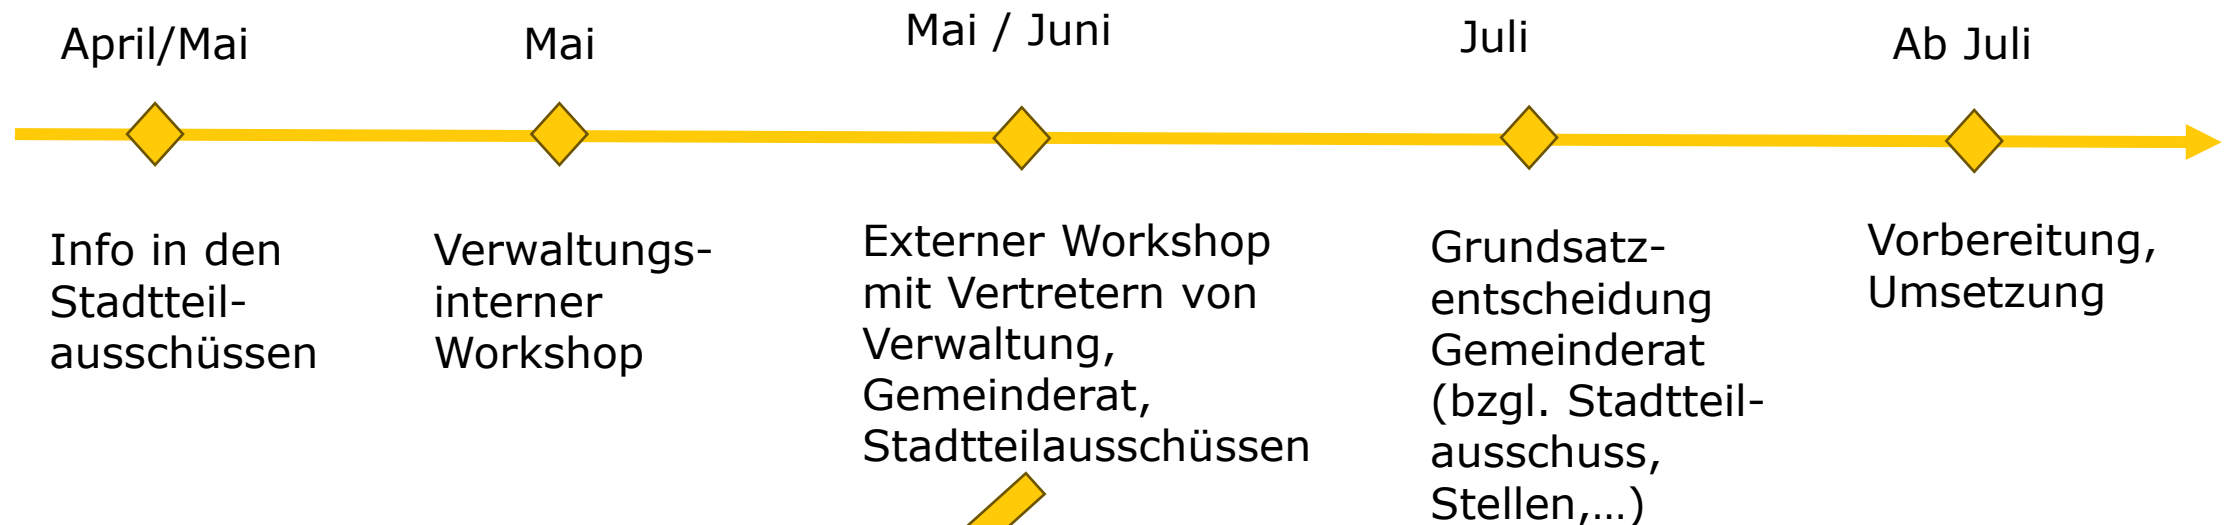 April/Mai
Mai
Mai / Juni
Juli
Ab Juli
Info in den
Stadtteil-
ausschüssen
Verwaltungs-
interner
Workshop
Externer Workshop
mit Vertretern von
Verwaltung,
Gemeinderat,
Stadtteilausschüssen
Grundsatz-
entscheidung
Gemeinderat
(bzgl. Stadtteil-
ausschuss,
Stellen,…)
Vorbereitung,
Umsetzung